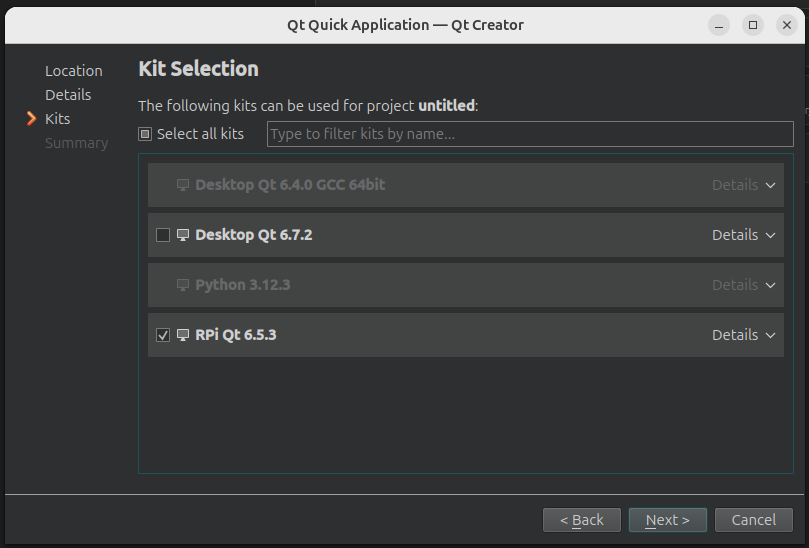 Qt Quick Application — Qt Creator
Location
Details
Kits
Summary
Kit Selection
The following kits can be used for project untitled:
Select all kits
Type to filter kits by name...
Desktop Qt 6.4.0 GCC 64bit Details
Desktop Qt 6.7.2 Details
Python 3.12.3 Details
RPi Qt 6.5.3 Details
< Back Next > Cancel